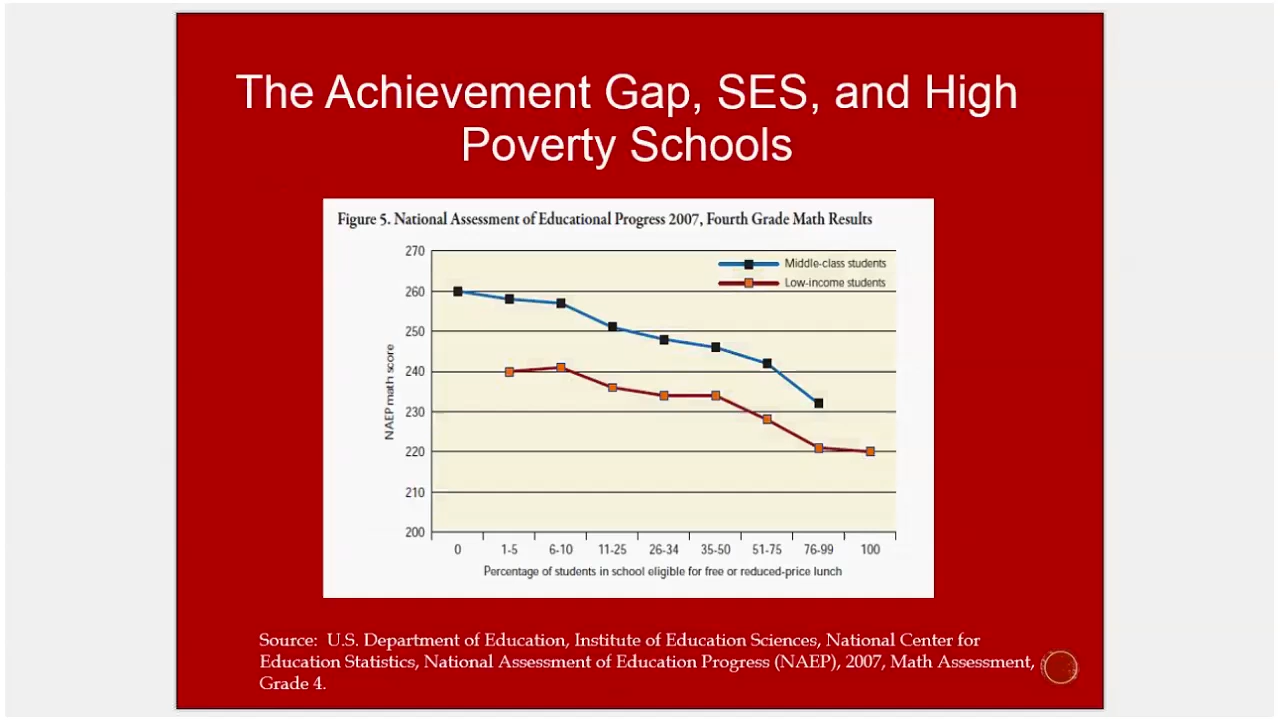 The Achievement Gap, SES, and High
Poverty Schools
Figure 5. National Assessment of Educational Progress 2007, Fourth Grade Math Results
270
260
250
240
230
220
210
200
NAEP math score
Middle-class students
Low-income students
0 1-5 6-10 11-25 26-34 35-50 51-75 76-99 100
Percentage of students in school eligible for free or reduced-price lunch
Source: U.S. Department of Education, Institute of Education Sciences, National Center for
Education Statistics, National Assessment of Education Progress (NAEP), 2007, Math Assessment,
Grade 4.